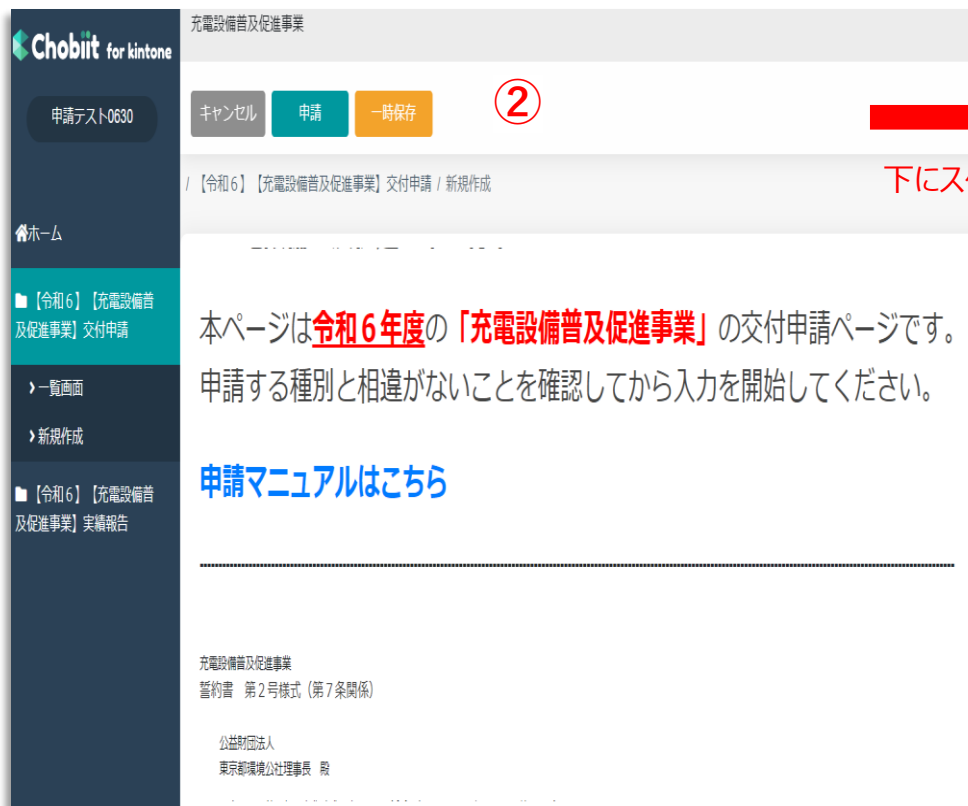 Chobiit for kintone
申請テスト0630
ホーム
【令和6】【充電設備普
及促進事業】交付申請
一覧画面
新規作成
【令和6】【充電設備普
及促進事業】実績報告
充電設備普及促進事業
キャンセル 申請 一時保存 ②
下にス
/ 【令和6】【充電設備普及促進事業】交付申請 / 新規作成
本ページは令和６年度の「充電設備普及促進事業」の交付申請ページです。
申請する種別と相違がないことを確認してから入力を開始してください。
申請マニュアルはこちら
充電設備普及促進事業
誓約書　第２号様式（第７条関係）
公益財団法人
東京都環境公社理事長　殿